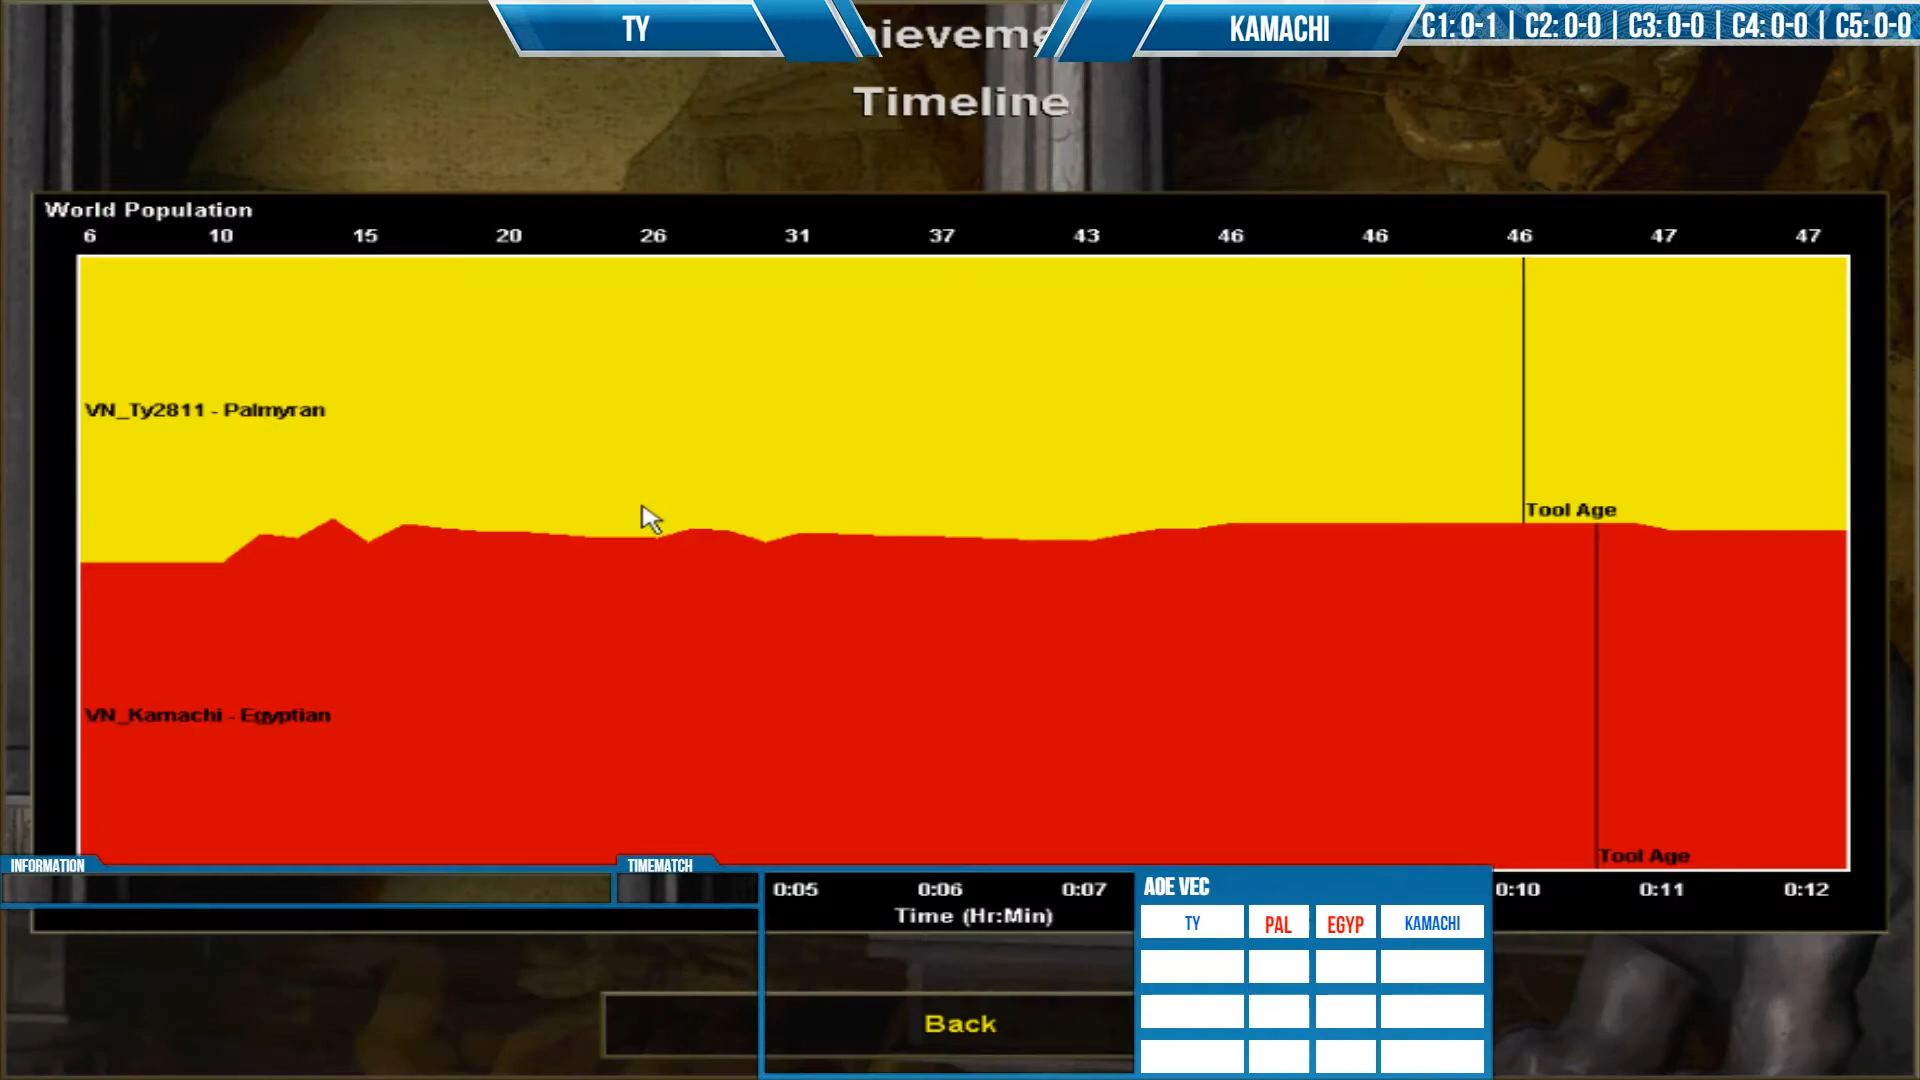 TY
KAMACHI
C1: 0-1 | C2: 0-0 | C3: 0-0 | C4: 0-0 | C5: 0-0
Timeline
World Population
6 10 15 20 26 31 37 43 46 46 46 47 47
VN_Ty2811 - Palmyran
Tool Age
VN_Kamachi - Egyptian
Tool Age
INFORMATION
TIMEMATCH
0:05 0:06 0:07 0:10 0:11 0:12
Time (Hr:Min)
AOE VEC
TY PAL EGYP KAMACHI
Back